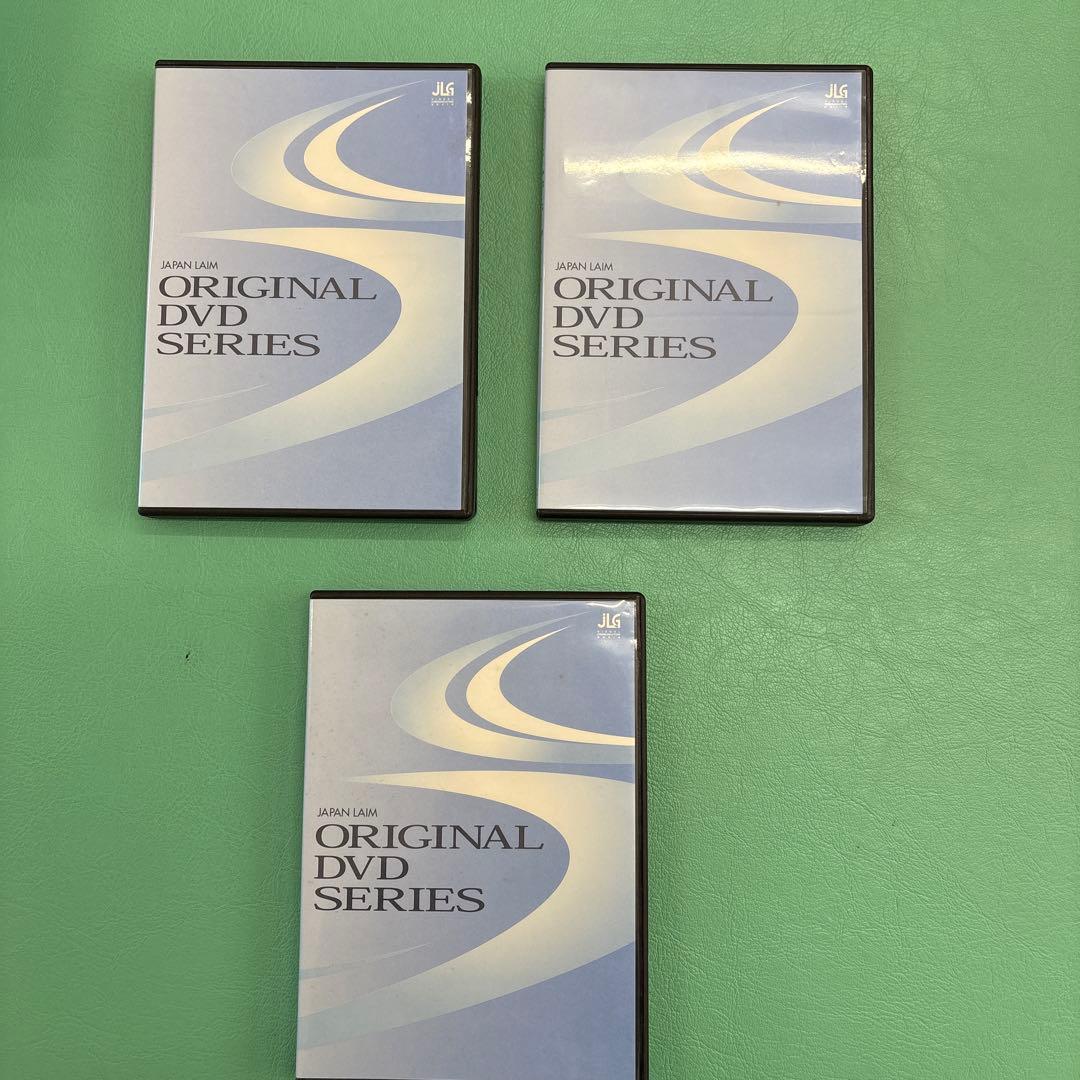 JLG
JAPAN LAIM
ORIGINAL
DVD
SERIES
JLG
JAPAN LAIM
ORIGINAL
DVD
SERIES
JLG
JAPAN LAIM
ORIGINAL
DVD
SERIES